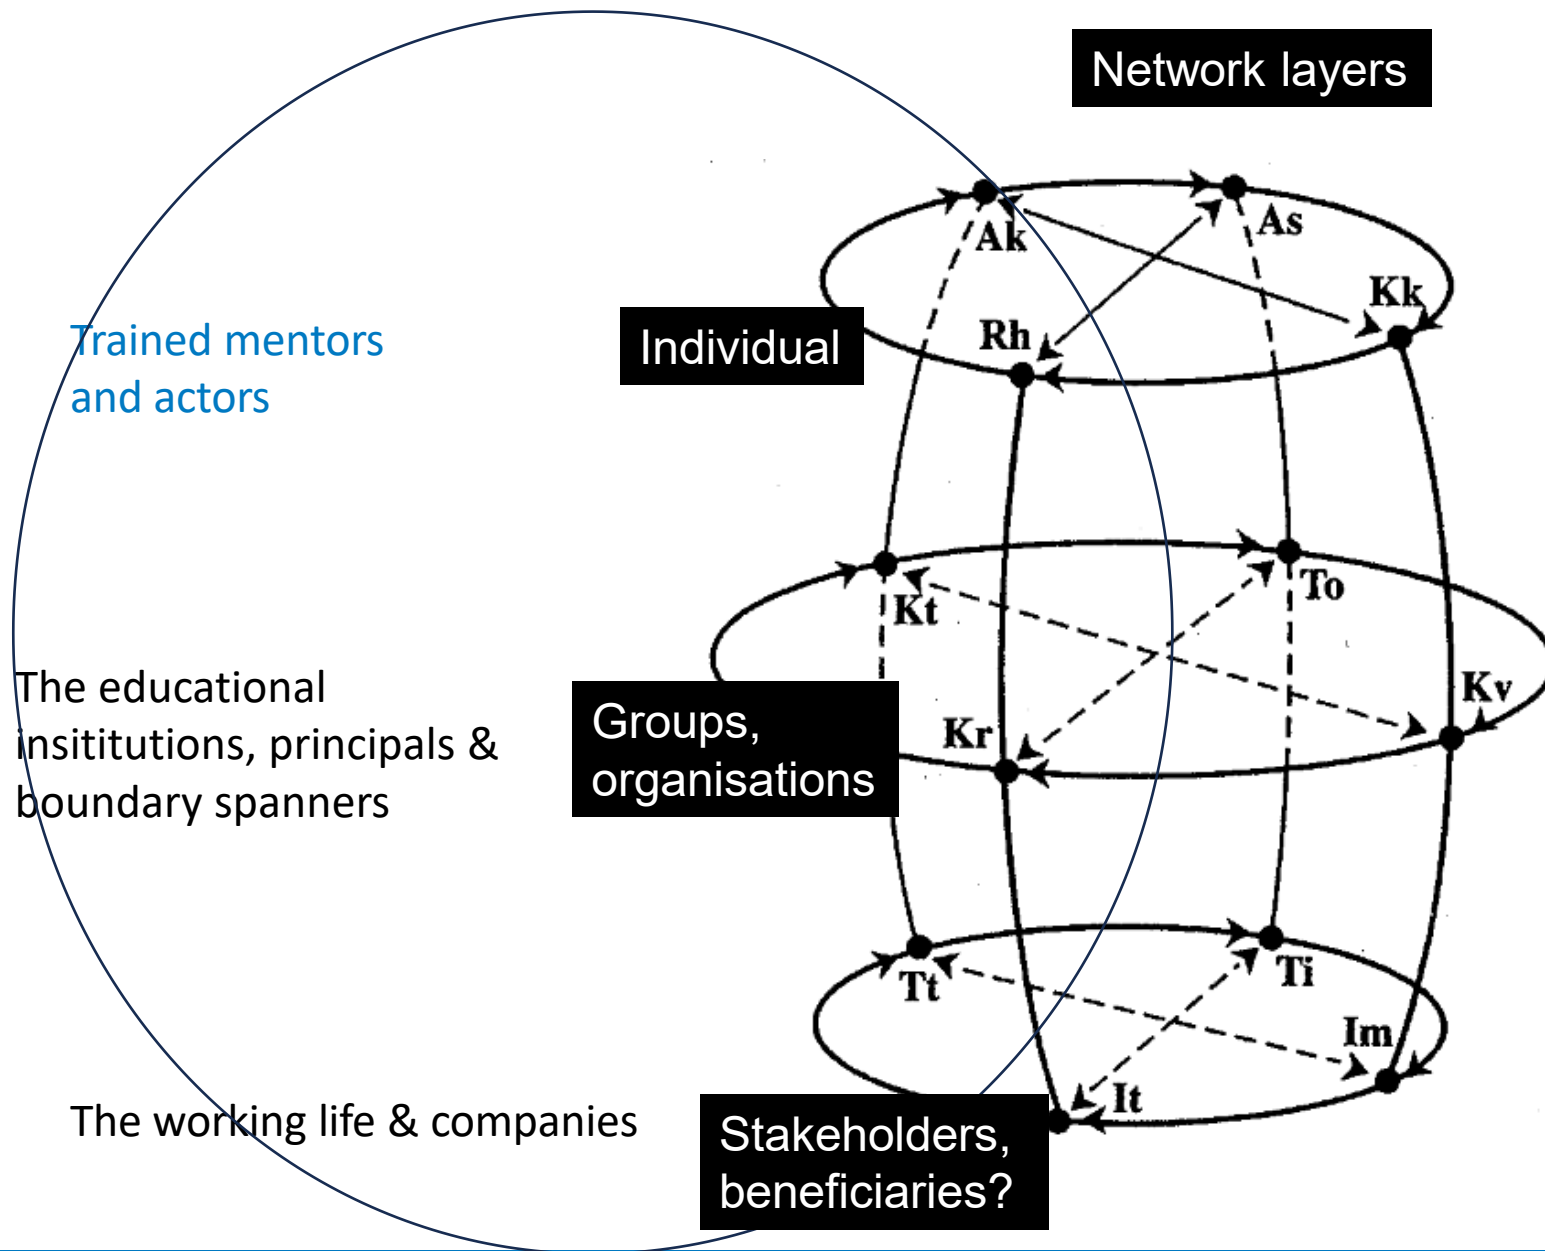 Network layers
Ak
As
Kk
Rh
Trained mentors
and actors
Individual
Kt
To
Kv
Kr
The educational
insititutions, principals &
boundary spanners
Groups,
organisations
Tt
Ti
Im
It
The working life & companies
Stakeholders,
beneficiaries?